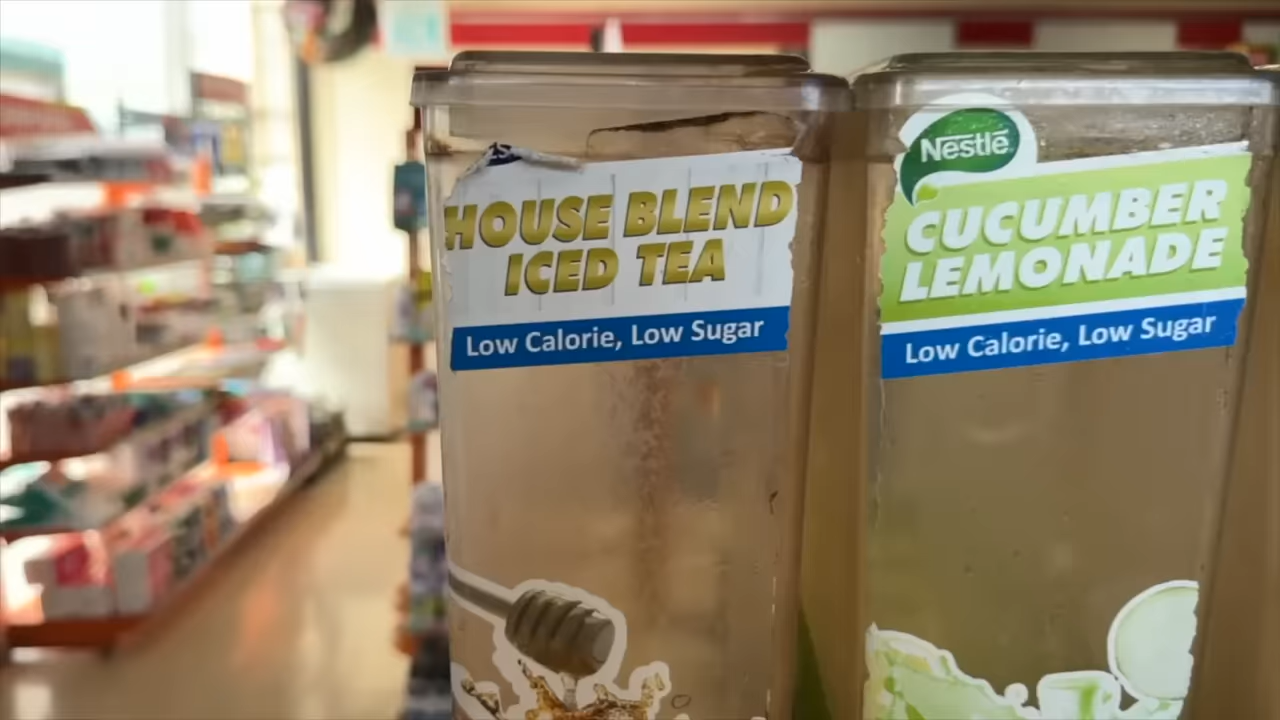 HOUSE BLEND
ICED TEA
Low Calorie, Low Sugar
Nestlé
CUCUMBER
LEMONADE
Low Calorie, Low Sugar